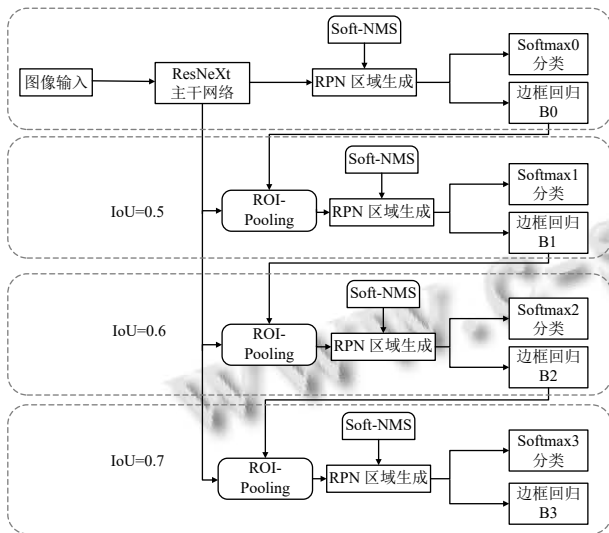 Soft-NMS
Softmax0
分类
图像输入
ResNeXt
主干网络
RPN 区域生成
边框回归
B0
Soft-NMS
Softmax1
分类
IoU=0.5
ROI-
Pooling
RPN 区域生成
边框回归
B1
Soft-NMS
Softmax2
分类
IoU=0.6
ROI-
Pooling
RPN 区域生成
边框回归
B2
Soft-NMS
Softmax3
分类
IoU=0.7
ROI-
Pooling
RPN 区域生成
边框回归
B3
www.c-s